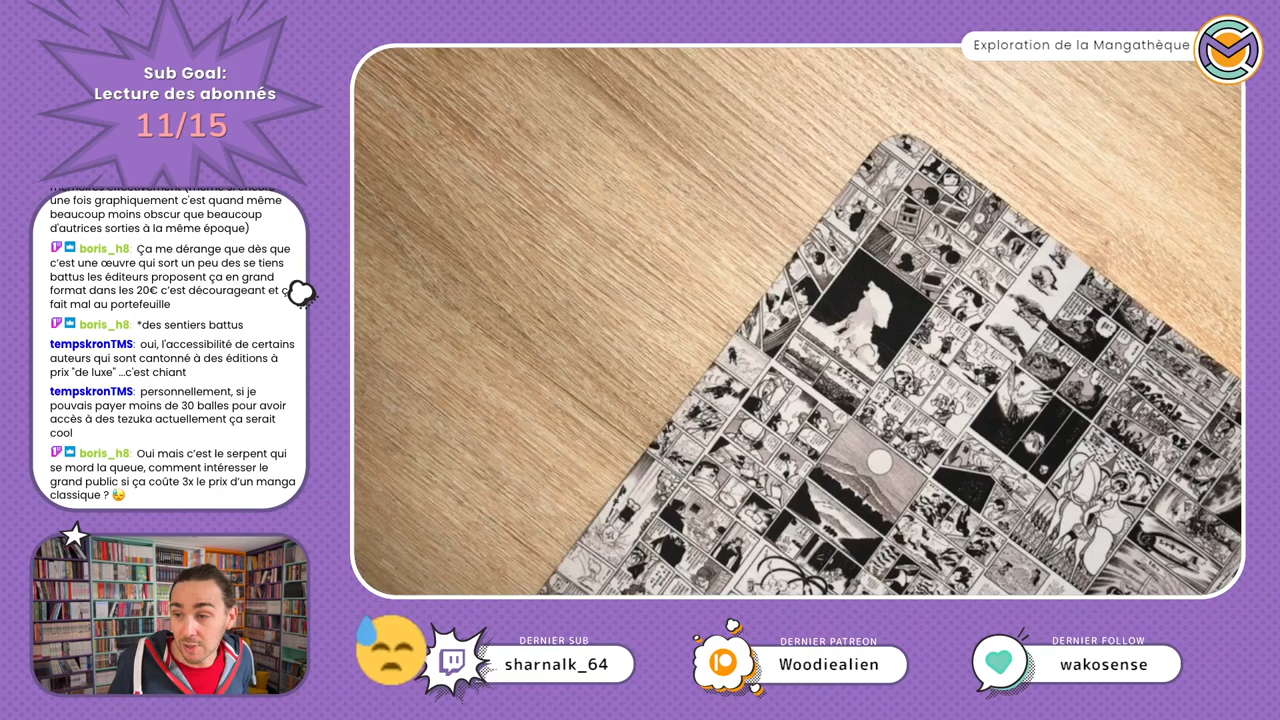 Sub Goal:
Lecture des abonnés
11/15
Exploration de la Mangathèque
mémoires effectivement (même si encore
une fois graphiquement c'est quand même
beaucoup moins obscur que beaucoup
d'autrices sorties à la même époque)
boris_h8: Ça me dérange que dès que
c'est une œuvre qui sort un peu des se tiens
battus les éditeurs proposent ça en grand
format dans les 20€ c'est décourageant et ç
fait mal au portefeuille
boris_h8: *des sentiers battus
tempskronTMS: oui, l'accessibilité de certains
auteurs qui sont cantonné à des éditions à
prix "de luxe" ...c'est chiant
tempskronTMS: personnellement, si je
pouvais payer moins de 30 balles pour avoir
accès à des tezuka actuellement ça serait
cool
boris_h8: Oui mais c'est le serpent qui
se mord la queue, comment intéresser le
grand public si ça coûte 3x le prix d'un manga
classique ? 😓
DERNIER SUB
sharnalk_64
DERNIER PATREON
Woodiealien
DERNIER FOLLOW
wakosense